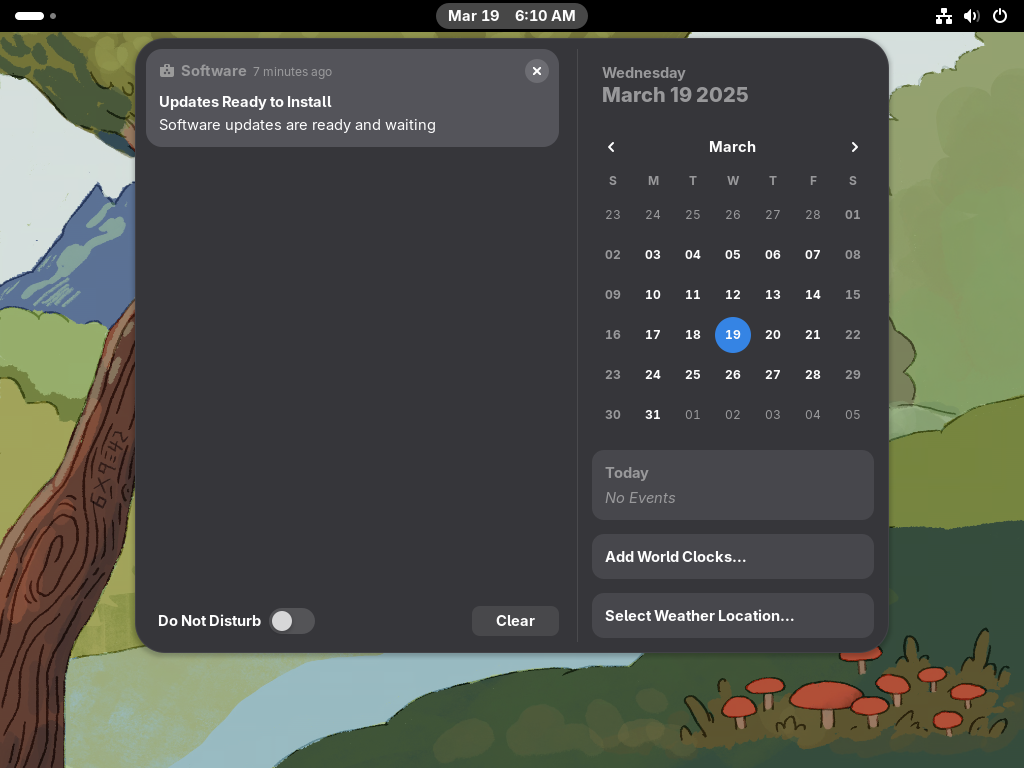 Mar 19 6:10 AM
Software 7 minutes ago
Updates Ready to Install
Software updates are ready and waiting
Do Not Disturb
Clear
Wednesday
March 19 2025
March
S M T W T F S
23 24 25 26 27 28 01
02 03 04 05 06 07 08
09 10 11 12 13 14 15
16 17 18 19 20 21 22
23 24 25 26 27 28 29
30 31 01 02 03 04 05
Today
No Events
Add World Clocks…
Select Weather Location…
6×9=42